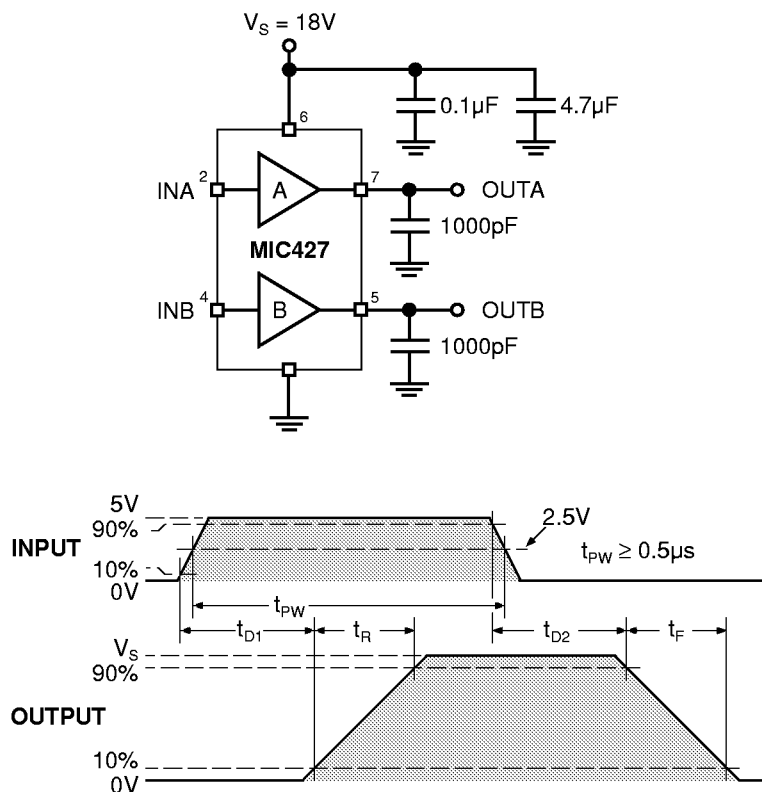 V_S = 18V
6
0.1µF
4.7µF
INA
2
A
7
OUTA
1000pF
MIC427
INB
4
B
5
OUTB
1000pF
INPUT
5V
90%
10%
0V
2.5V
t_PW ≥ 0.5µs
t_PW
t_D1
t_R
t_D2
t_F
OUTPUT
V_S
90%
10%
0V